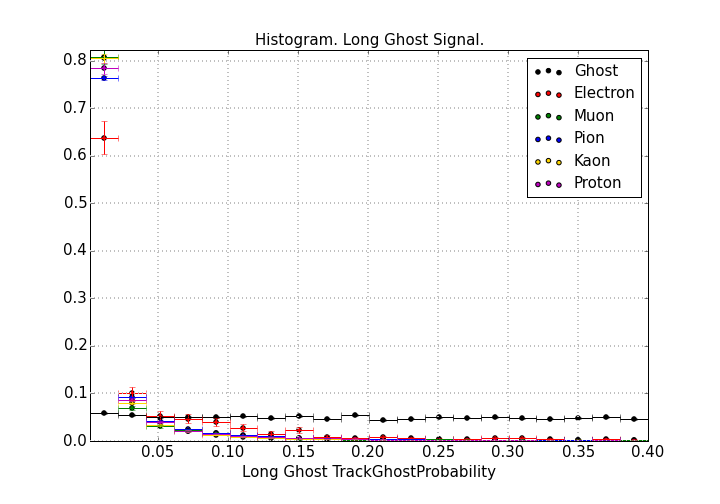 Histogram. Long Ghost Signal.
0.8
0.7
0.6
0.5
0.4
0.3
0.2
0.1
0.0
Ghost
Electron
Muon
Pion
Kaon
Proton
0.05 0.10 0.15 0.20 0.25 0.30 0.35 0.40
Long Ghost TrackGhostProbability